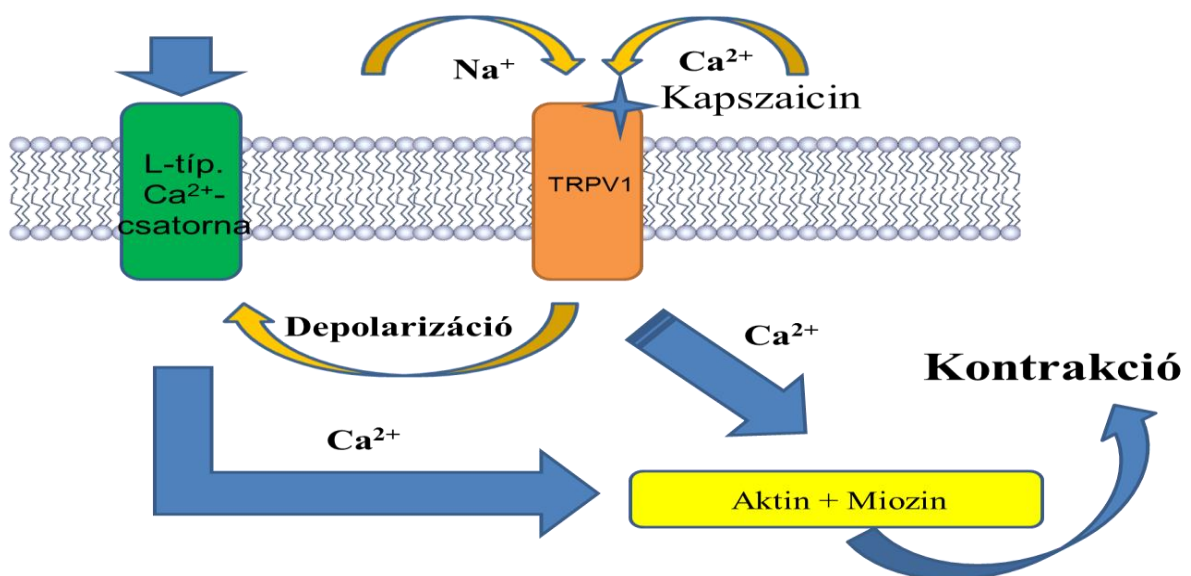 Na⁺
Ca²⁺
Kapszaicin
L-típ.
Ca²⁺-
csatorna
TRPV1
Depolarizáció
Ca²⁺
Kontrakció
Ca²⁺
Aktin + Miozin